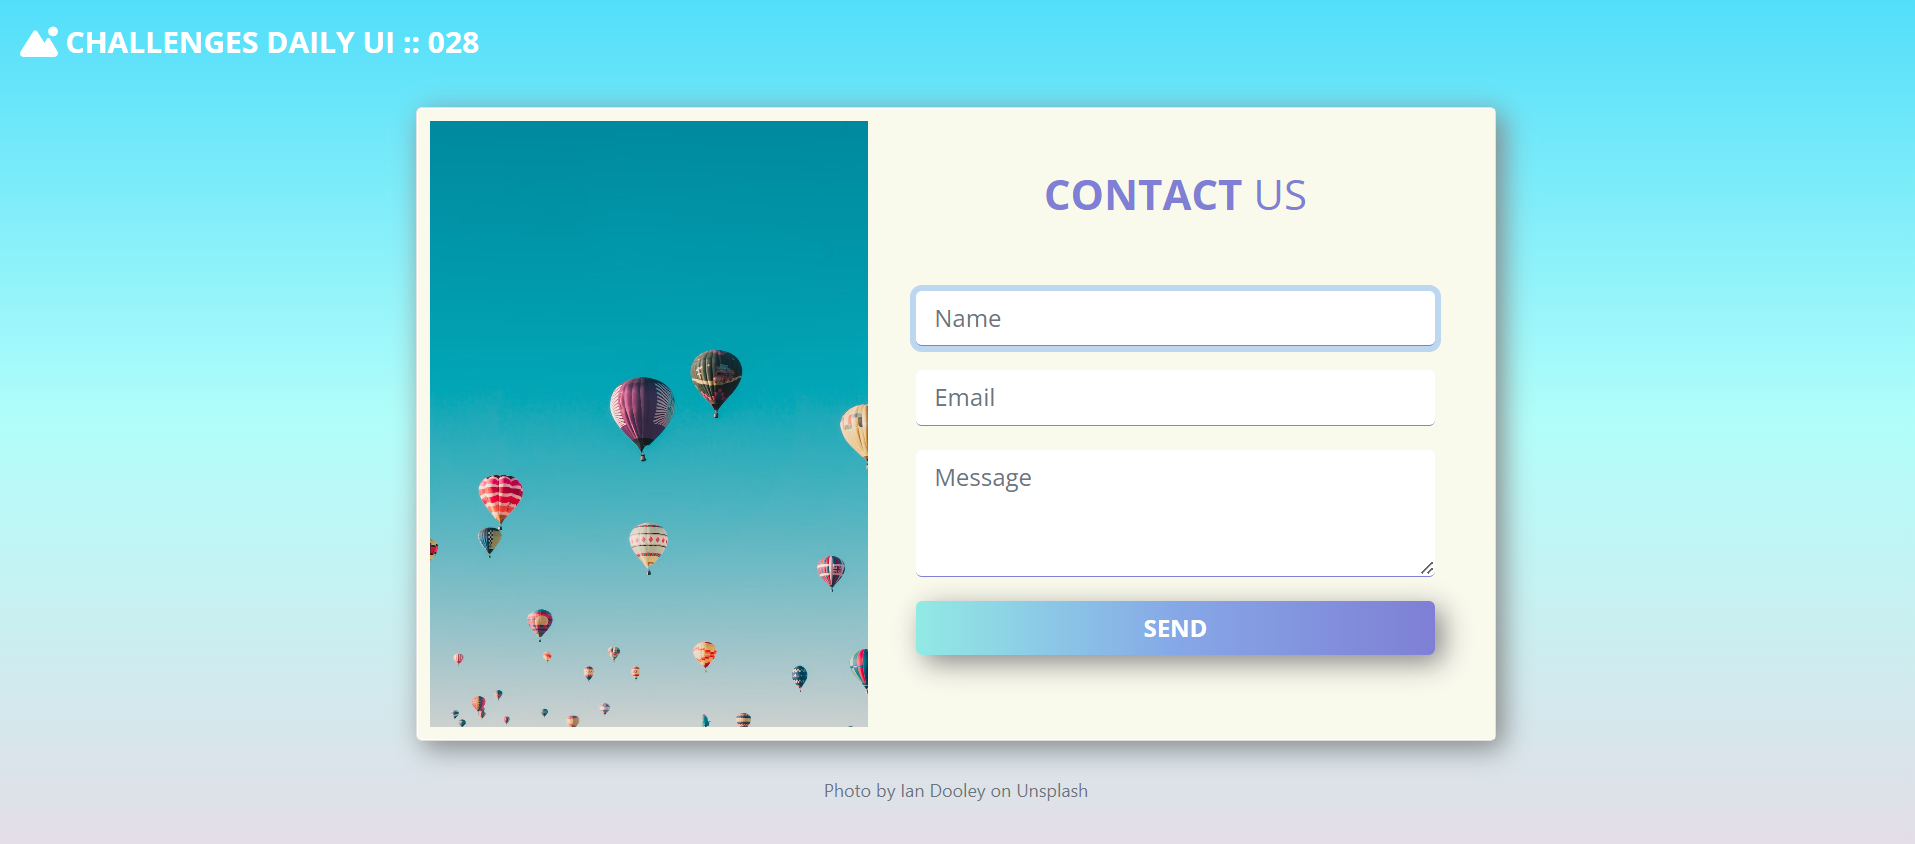 CHALLENGES DAILY UI :: 028
CONTACT US
Name
Email
Message
SEND
Photo by Ian Dooley on Unsplash